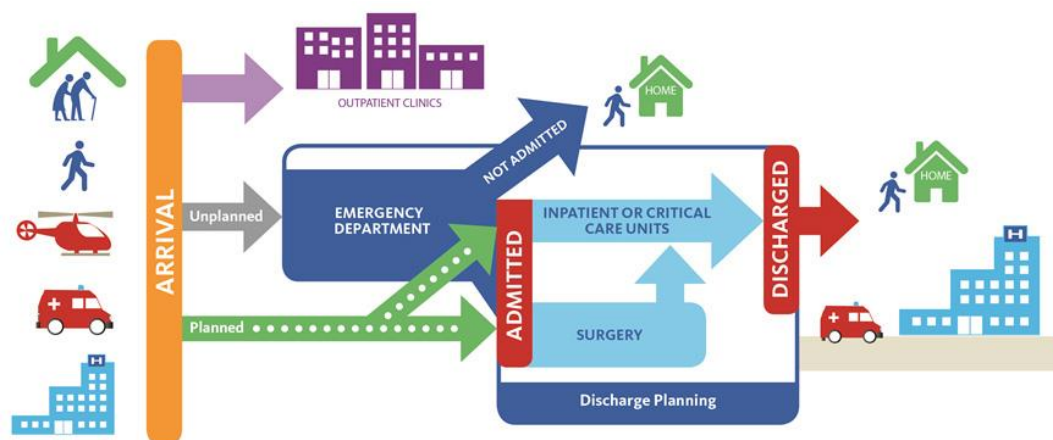 ARRIVAL
OUTPATIENT CLINICS
Unplanned
EMERGENCY
DEPARTMENT
NOT ADMITTED
HOME
Planned
ADMITTED
INPATIENT OR CRITICAL
CARE UNITS
SURGERY
Discharge Planning
DISCHARGED
HOME
H
H